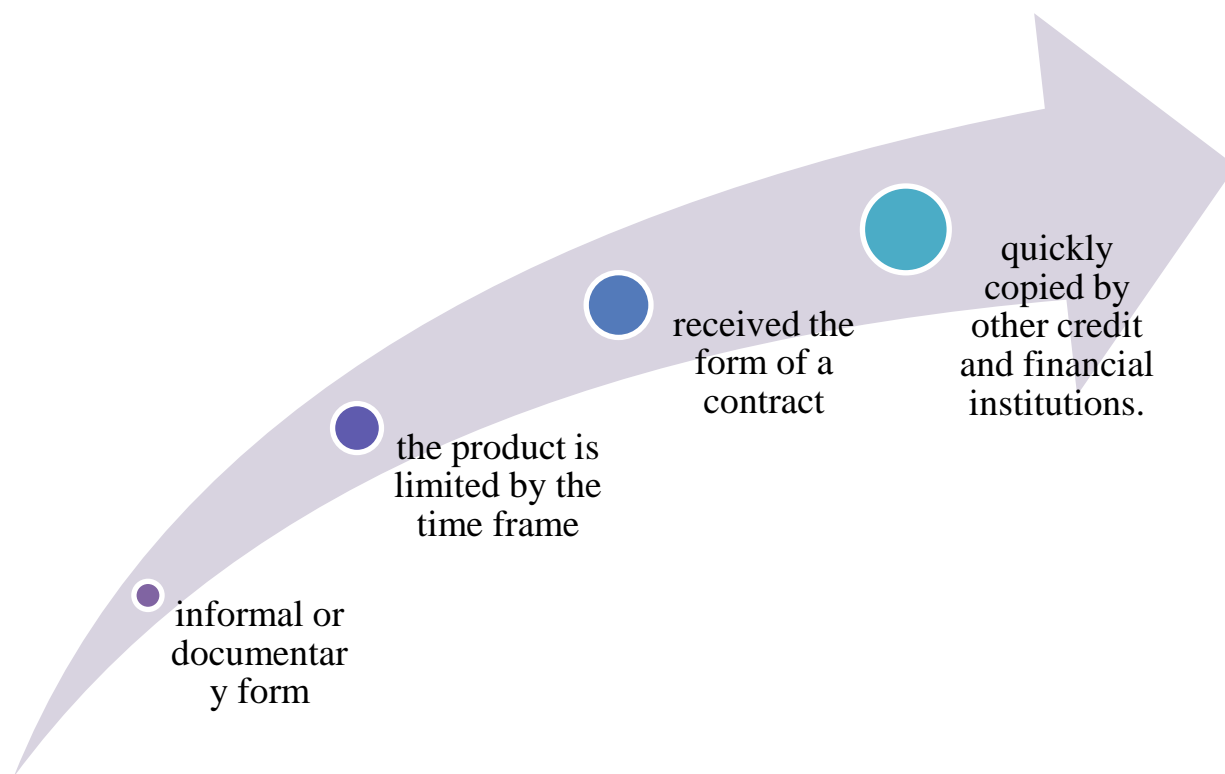 informal or
documentar
y form
the product is
limited by the
time frame
received the
form of a
contract
quickly
copied by
other credit
and financial
institutions.